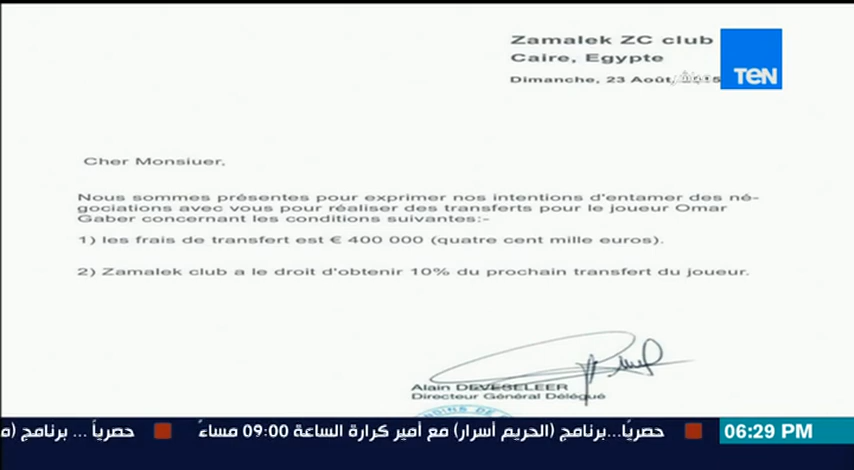 Zamalek ZC club
Caire, Egypte
Dimanche, 23 Août, 2015
مباشر
TEN
Cher Monsiuer,
Nous sommes présentes pour exprimer nos intentions d'entamer des né-
gociations avec vous pour réaliser des transferts pour le joueur Omar
Gaber concernant les conditions suivantes:-
1) les frais de transfert est € 400 000 (quatre cent mille euros).
2) Zamalek club a le droit d'obtenir 10% du prochain transfert du joueur.
Alain DEVESELEER
Directeur Général Délégué
حصريًا...برنامج (الحريم أسرار) مع أمير كرارة الساعة 09:00 مساءً
حصرياً ... برنامج (م
06:29 PM